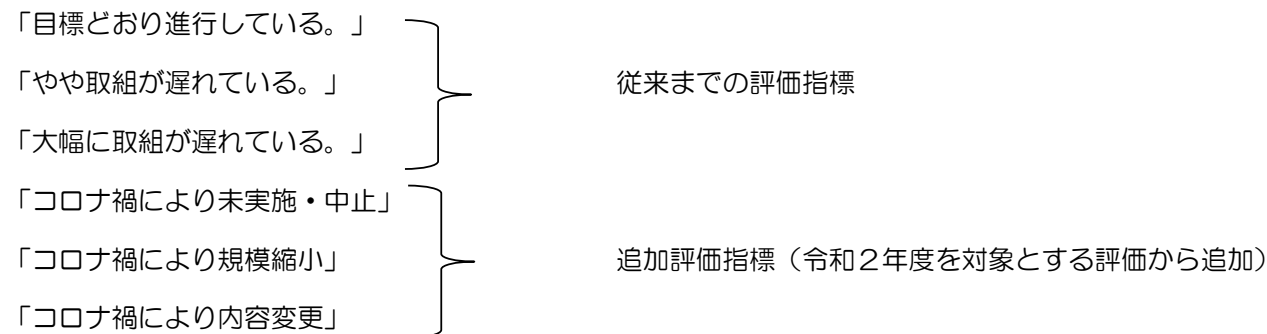 「目標どおり進行している。」
「やや取組が遅れている。」 従来までの評価指標
「大幅に取組が遅れている。」
「コロナ禍により未実施・中止」
「コロナ禍により規模縮小」 追加評価指標（令和２年度を対象とする評価から追加）
「コロナ禍により内容変更」